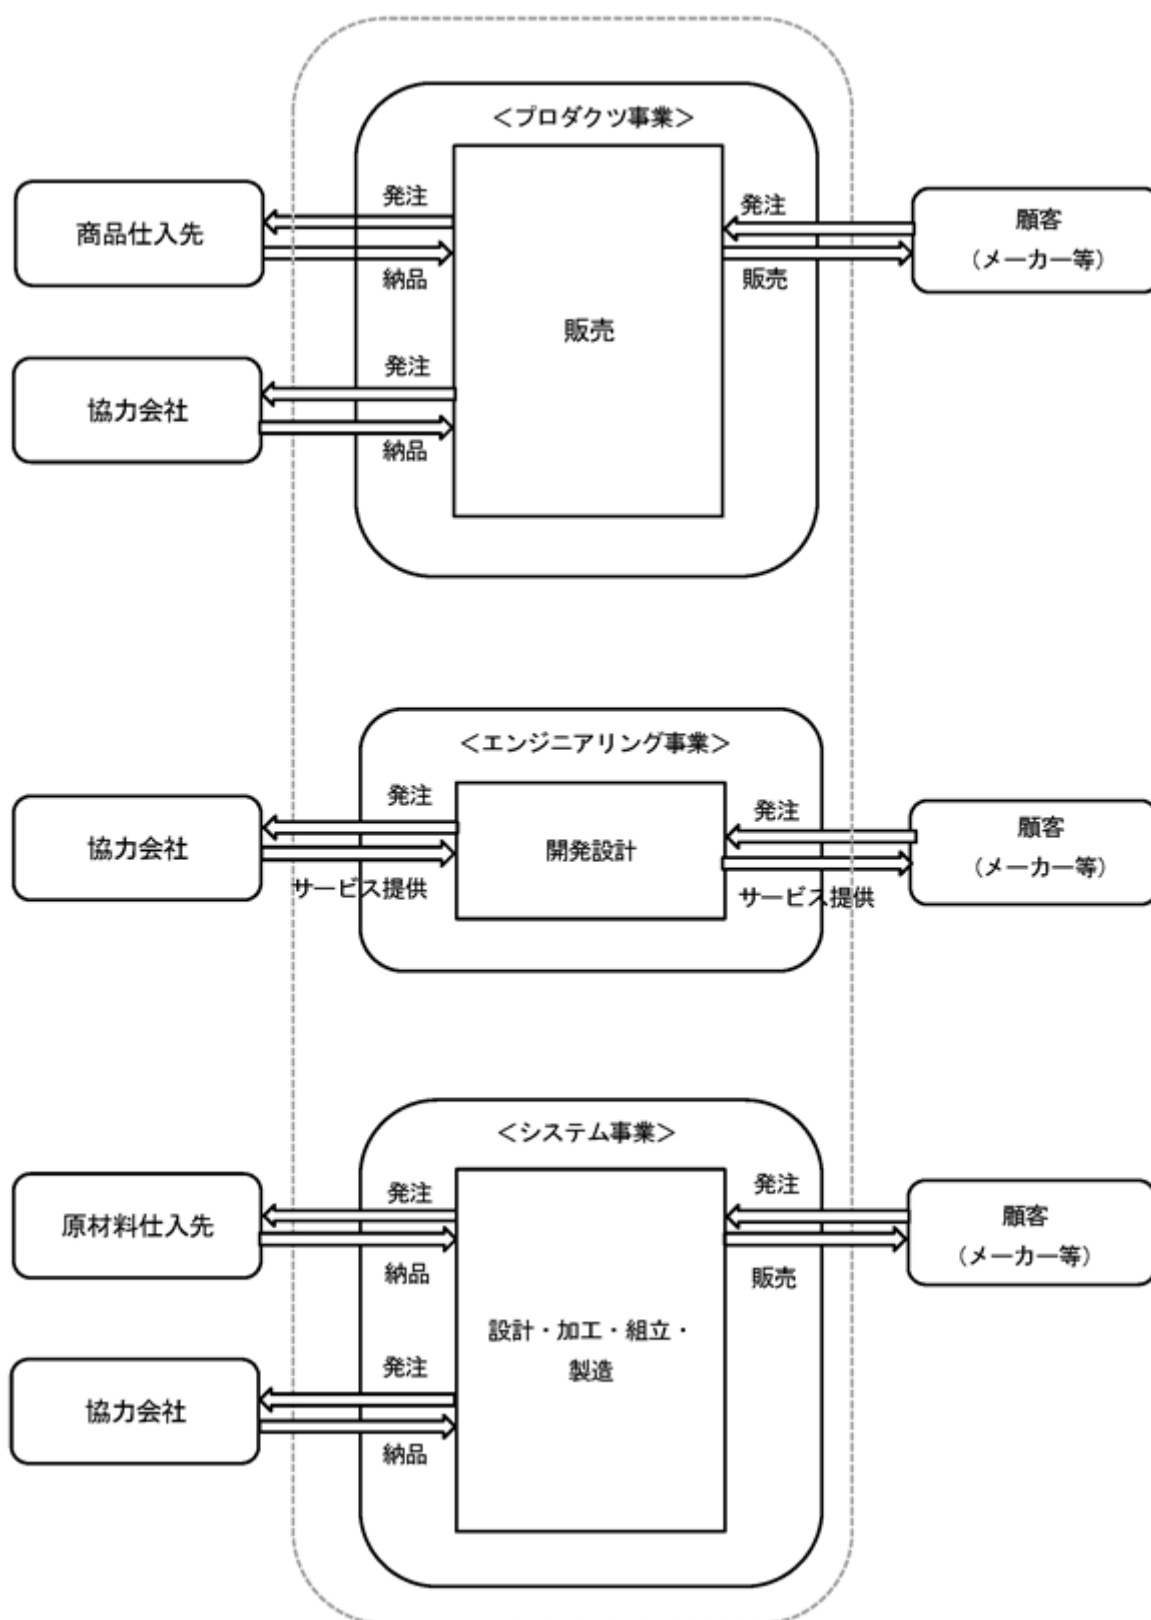 ＜プロダクツ事業＞
発注
商品仕入先
納品
発注
協力会社
納品
販売
発注
販売
顧客
（メーカー等）
＜エンジニアリング事業＞
発注
協力会社
サービス提供
開発設計
発注
サービス提供
顧客
（メーカー等）
＜システム事業＞
発注
原材料仕入先
納品
発注
協力会社
納品
設計・加工・組立・
製造
発注
販売
顧客
（メーカー等）